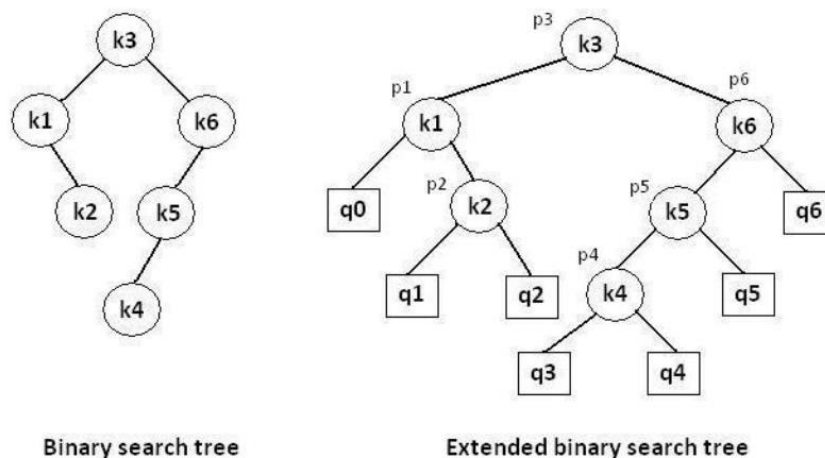 k3
k1
k6
k2
k5
k4
Binary search tree
p3
k3
p1
k1
p6
k6
q0
p2
k2
p5
k5
q6
q1
q2
p4
k4
q5
q3
q4
Extended binary search tree